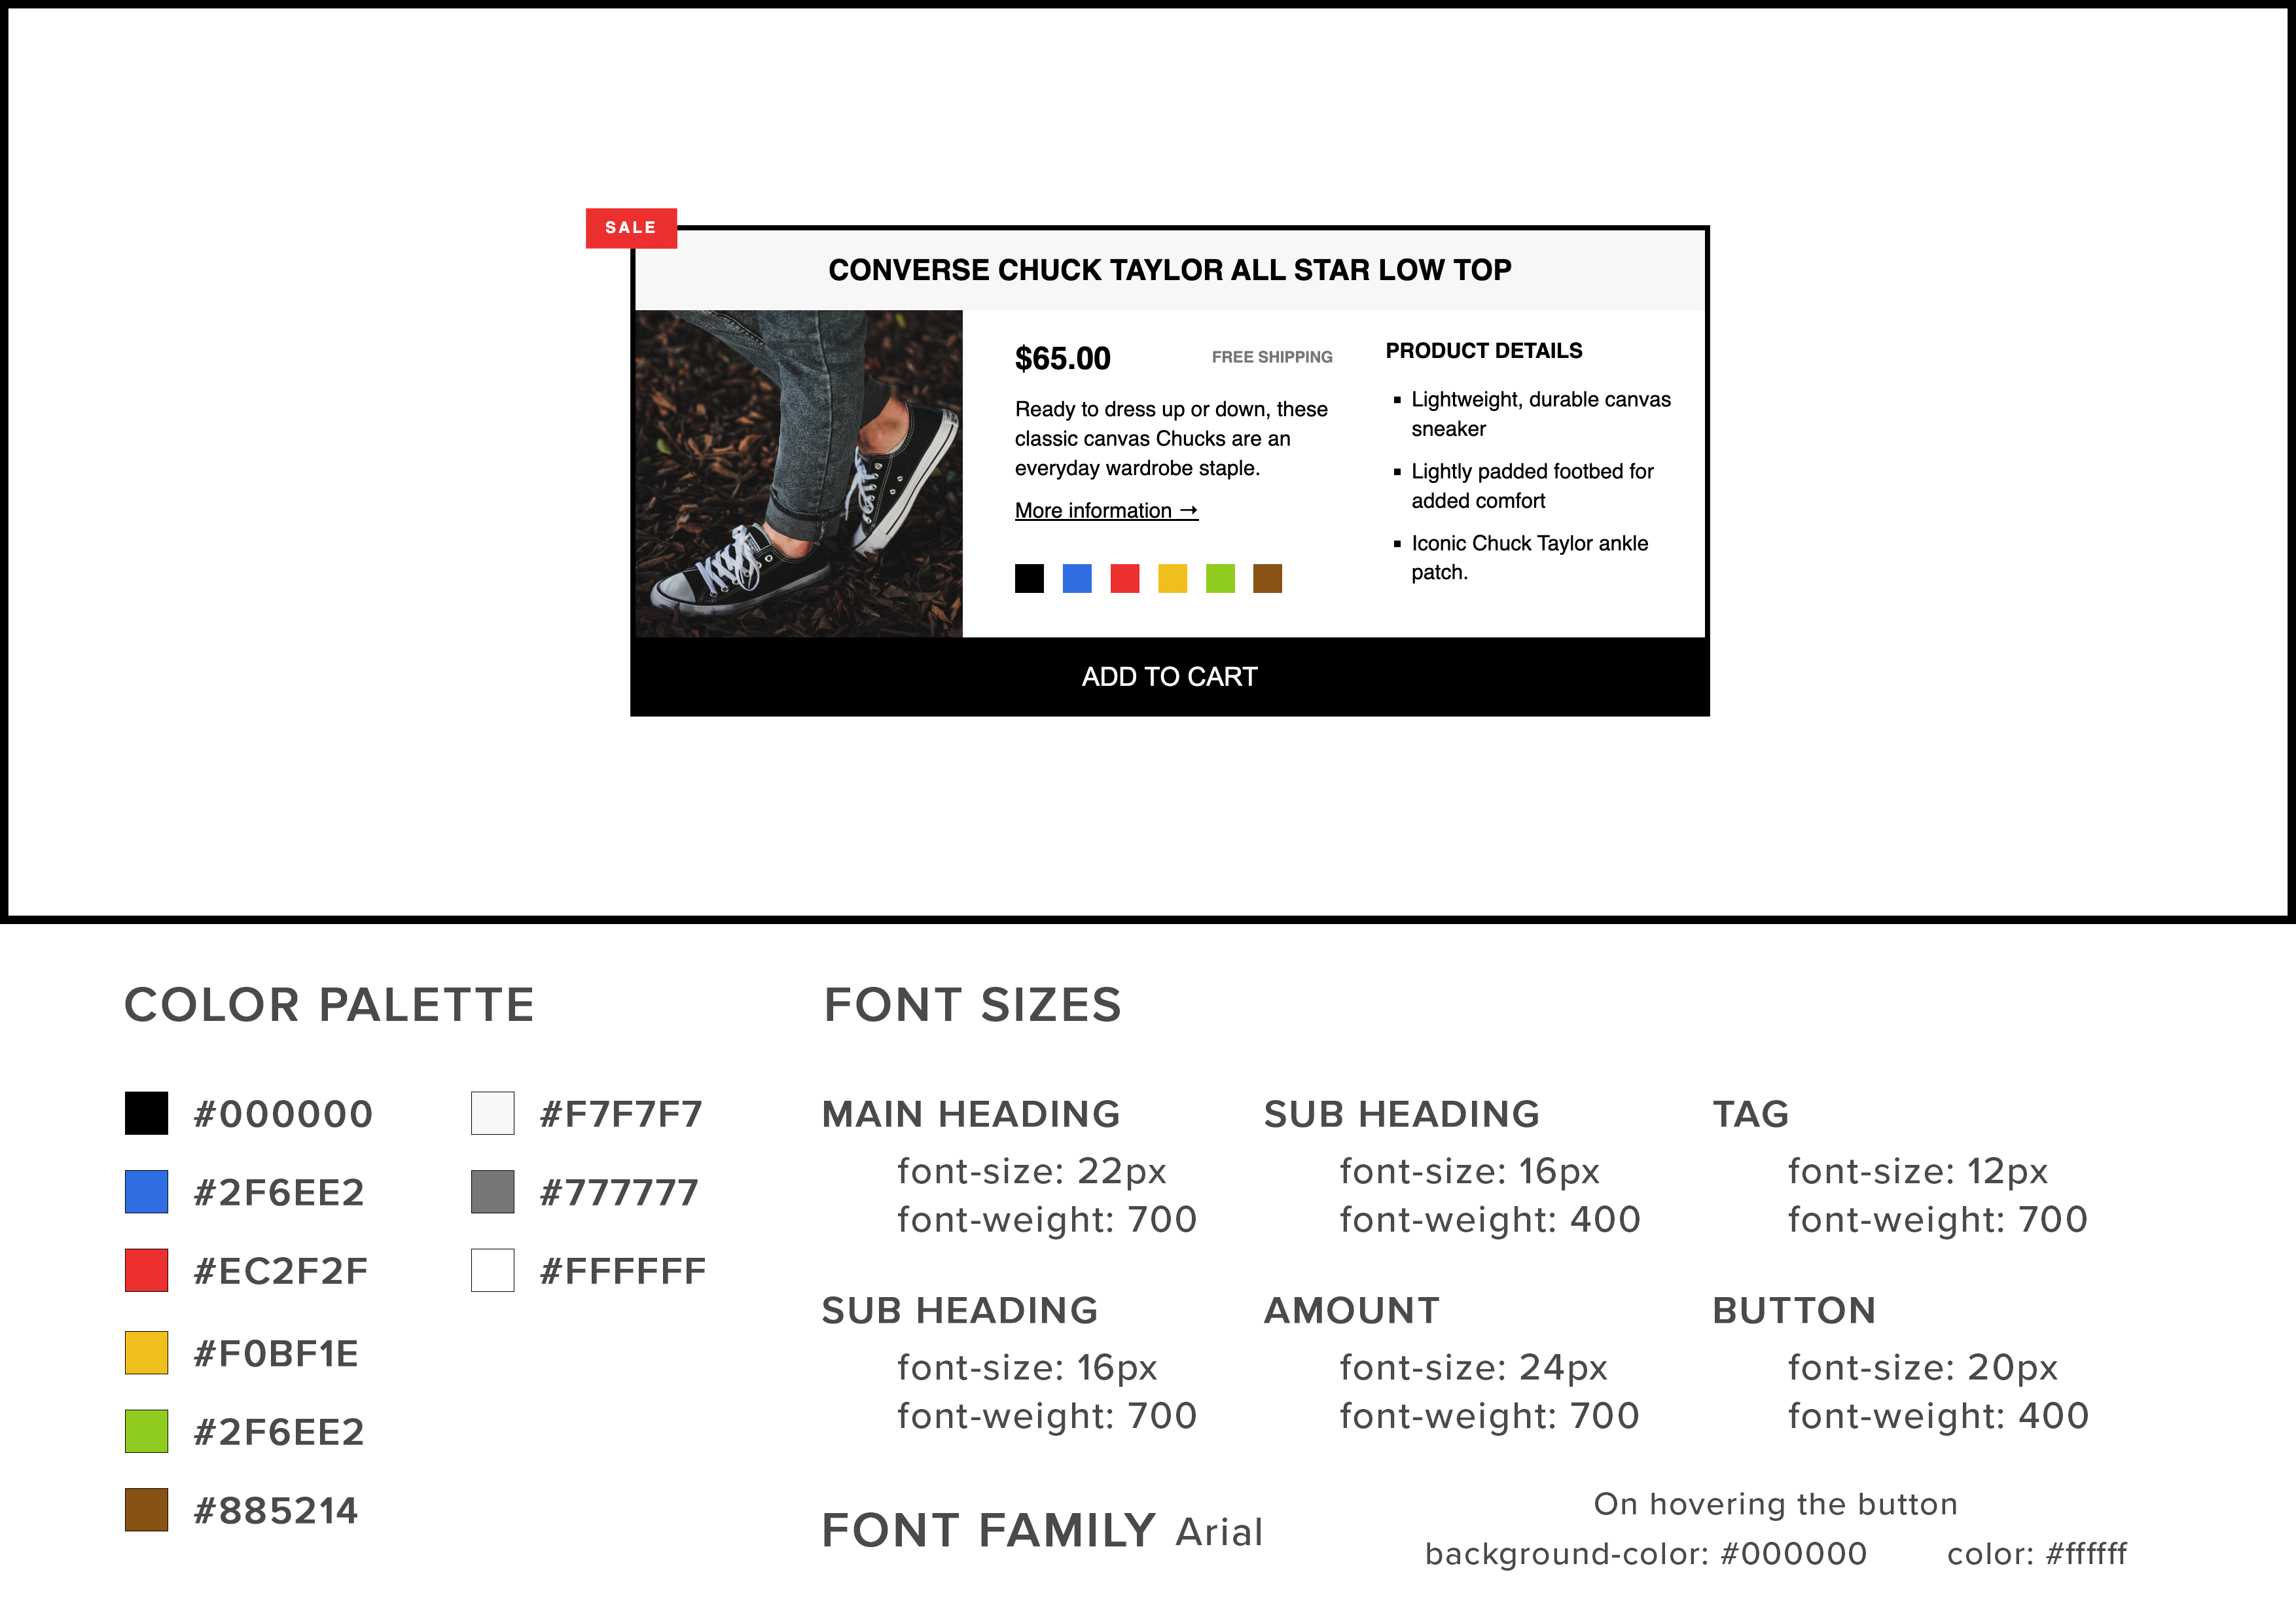 SALE
CONVERSE CHUCK TAYLOR ALL STAR LOW TOP
$65.00
FREE SHIPPING
Ready to dress up or down, these
classic canvas Chucks are an
everyday wardrobe staple.
More information →
PRODUCT DETAILS
▪ Lightweight, durable canvas
sneaker
▪ Lightly padded footbed for
added comfort
▪ Iconic Chuck Taylor ankle
patch.
ADD TO CART
COLOR PALETTE
#000000
#2F6EE2
#EC2F2F
#F0BF1E
#2F6EE2
#885214
#F7F7F7
#777777
#FFFFFF
FONT SIZES
MAIN HEADING
font-size: 22px
font-weight: 700
SUB HEADING
font-size: 16px
font-weight: 400
TAG
font-size: 12px
font-weight: 700
SUB HEADING
font-size: 16px
font-weight: 700
AMOUNT
font-size: 24px
font-weight: 700
BUTTON
font-size: 20px
font-weight: 400
FONT FAMILY Arial
On hovering the button
background-color: #000000 color: #ffffff